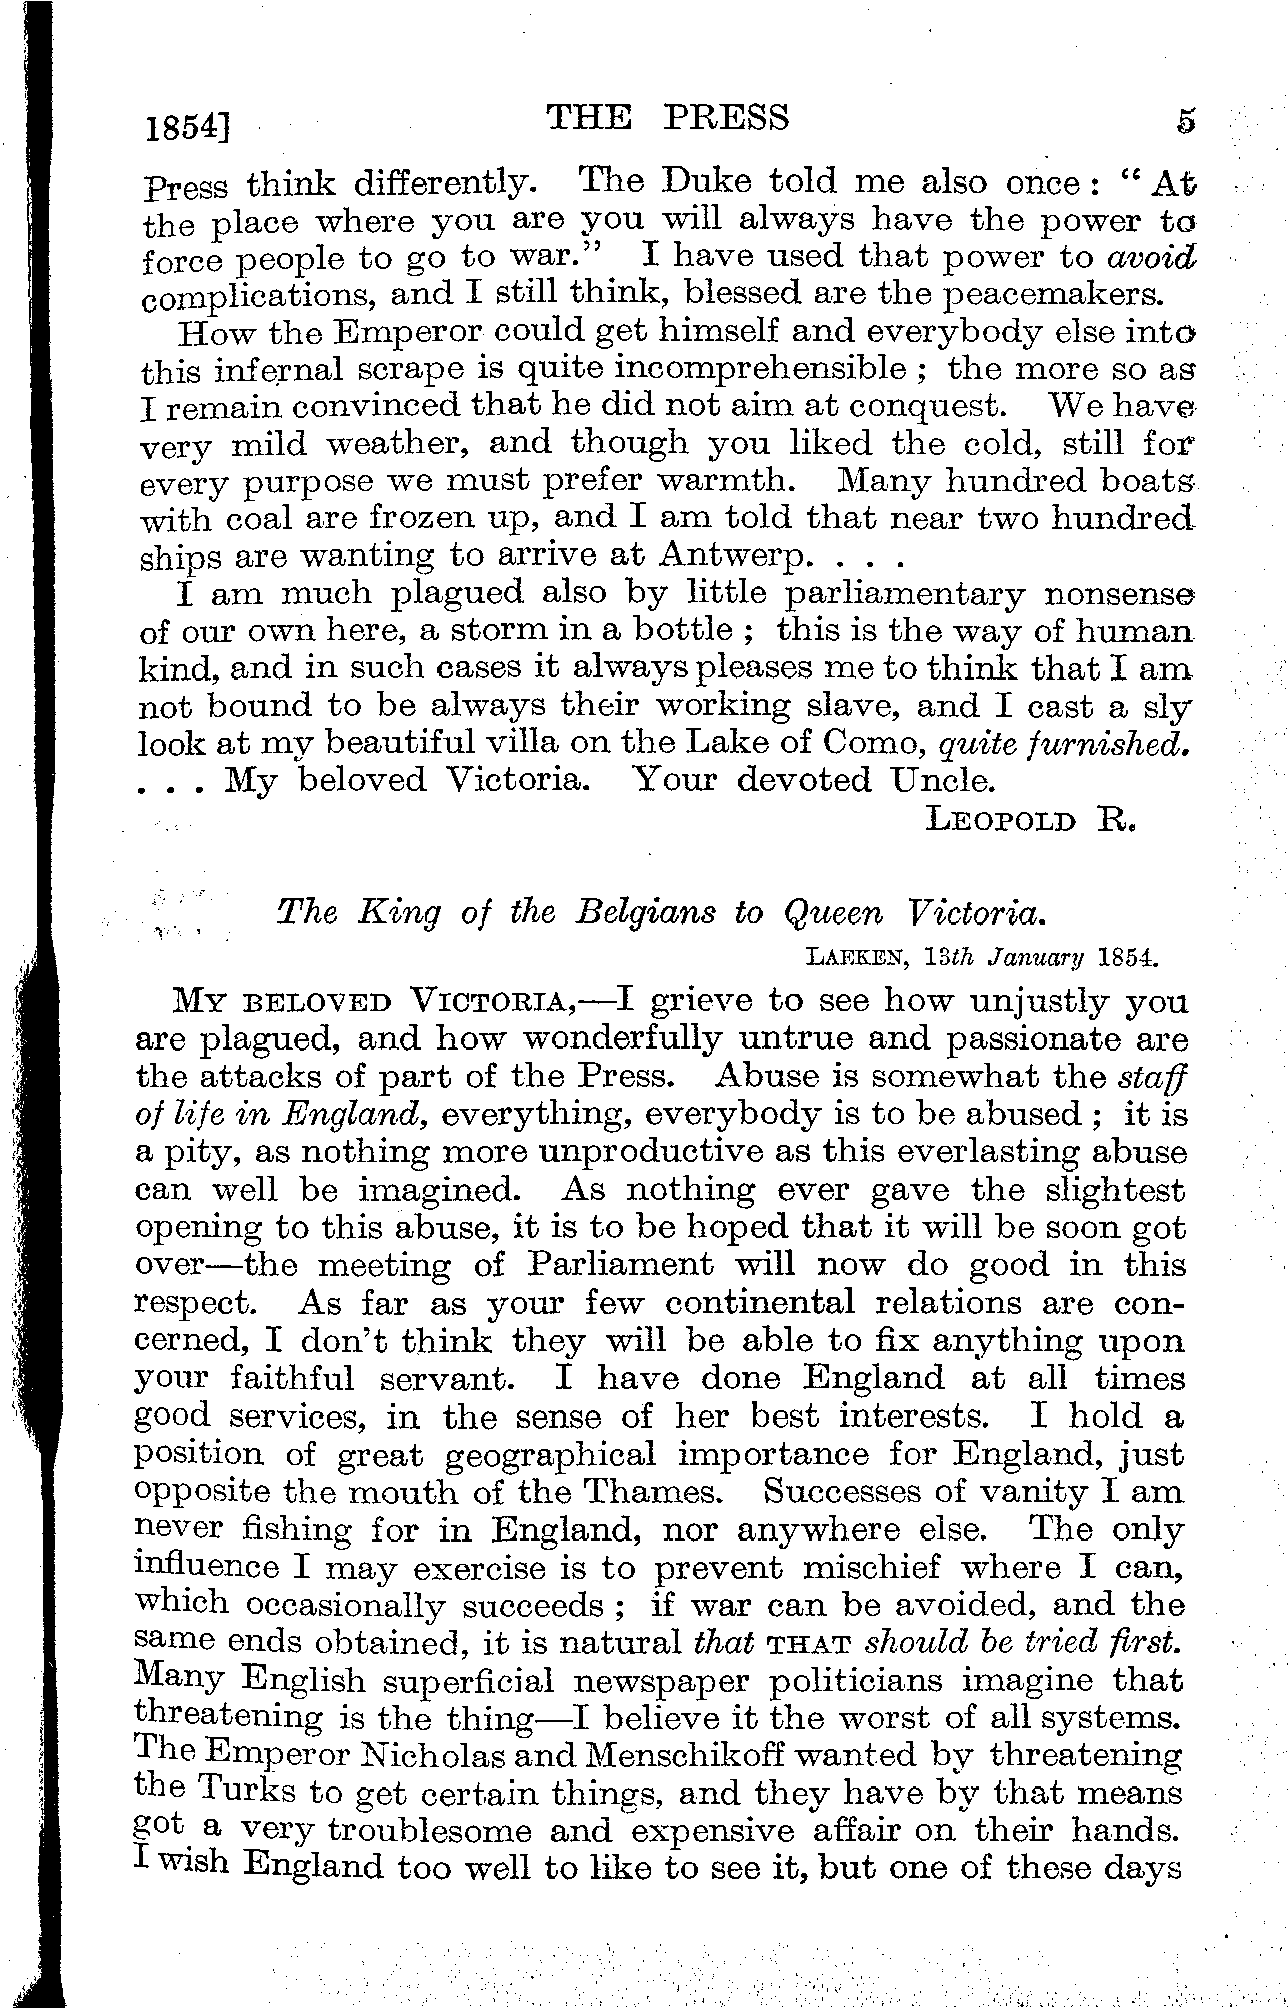 1854] THE PRESS 5
Press think differently. The Duke told me also once : “ At
the place where you are you will always have the power to
force people to go to war.” I have used that power to avoid
complications, and I still think, blessed are the peacemakers.
How the Emperor could get himself and everybody else into
this infernal scrape is quite incomprehensible ; the more so as
I remain convinced that he did not aim at conquest. We have
very mild weather, and though you liked the cold, still for
every purpose we must prefer warmth. Many hundred boats
with coal are frozen up, and I am told that near two hundred
ships are wanting to arrive at Antwerp. . . .
I am much plagued also by little parliamentary nonsense
of our own here, a storm in a bottle ; this is the way of human
kind, and in such cases it always pleases me to think that I am
not bound to be always their working slave, and I cast a sly
look at my beautiful villa on the Lake of Como, quite furnished.
. . . My beloved Victoria. Your devoted Uncle.
LEOPOLD R.
The King of the Belgians to Queen Victoria.
LAEKEN, 13th January 1854.
MY BELOVED VICTORIA,—I grieve to see how unjustly you
are plagued, and how wonderfully untrue and passionate are
the attacks of part of the Press. Abuse is somewhat the staff
of life in England, everything, everybody is to be abused ; it is
a pity, as nothing more unproductive as this everlasting abuse
can well be imagined. As nothing ever gave the slightest
opening to this abuse, it is to be hoped that it will be soon got
over—the meeting of Parliament will now do good in this
respect. As far as your few continental relations are con-
cerned, I don’t think they will be able to fix anything upon
your faithful servant. I have done England at all times
good services, in the sense of her best interests. I hold a
position of great geographical importance for England, just
opposite the mouth of the Thames. Successes of vanity I am
never fishing for in England, nor anywhere else. The only
influence I may exercise is to prevent mischief where I can,
which occasionally succeeds ; if war can be avoided, and the
same ends obtained, it is natural that THAT should be tried first.
Many English superficial newspaper politicians imagine that
threatening is the thing—I believe it the worst of all systems.
The Emperor Nicholas and Menschikoff wanted by threatening
the Turks to get certain things, and they have by that means
got a very troublesome and expensive affair on their hands.
I wish England too well to like to see it, but one of these days